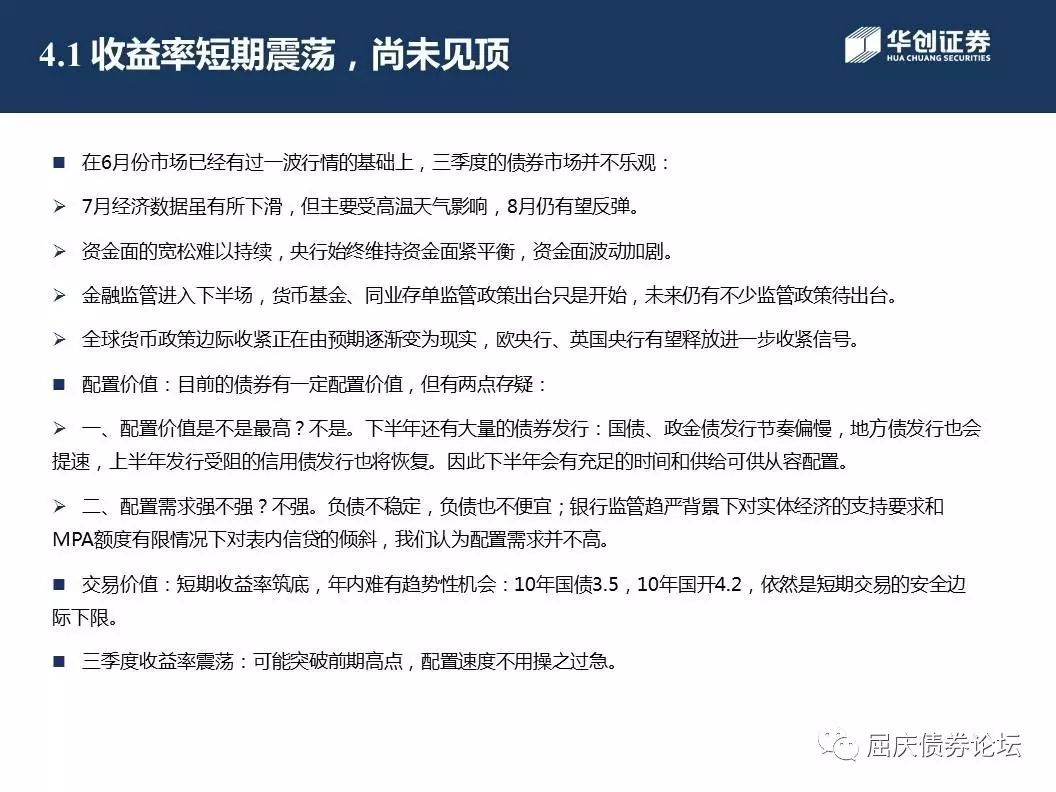 4.1 收益率短期震荡，尚未见顶
华创证券
HUA CHUANG SECURITIES
■ 在6月份市场已经有过一波行情的基础上，三季度的债券市场并不乐观：
➢ 7月经济数据虽有所下滑，但主要受高温天气影响，8月仍有望反弹。
➢ 资金面的宽松难以持续，央行始终维持资金面紧平衡，资金面波动加剧。
➢ 金融监管进入下半场，货币基金、同业存单监管政策出台只是开始，未来仍有不少监管政策待出台。
➢ 全球货币政策边际收紧正在由预期逐渐变为现实，欧央行、英国央行有望释放进一步收紧信号。
■ 配置价值：目前的债券有一定配置价值，但有两点存疑：
➢ 一、配置价值是不是最高？不是。下半年还有大量的债券发行：国债、政金债发行节奏偏慢，地方债发行也会
提速，上半年发行受阻的信用债发行也将恢复。因此下半年会有充足的时间和供给可供从容配置。
➢ 二、配置需求强不强？不强。负债不稳定，负债也不便宜；银行监管趋严背景下对实体经济的支持要求和
MPA额度有限情况下对表内信贷的倾斜，我们认为配置需求并不高。
■ 交易价值：短期收益率筑底，年内难有趋势性机会：10年国债3.5，10年国开4.2，依然是短期交易的安全边
际下限。
■ 三季度收益率震荡：可能突破前期高点，配置速度不用操之过急。
屈庆债券论坛